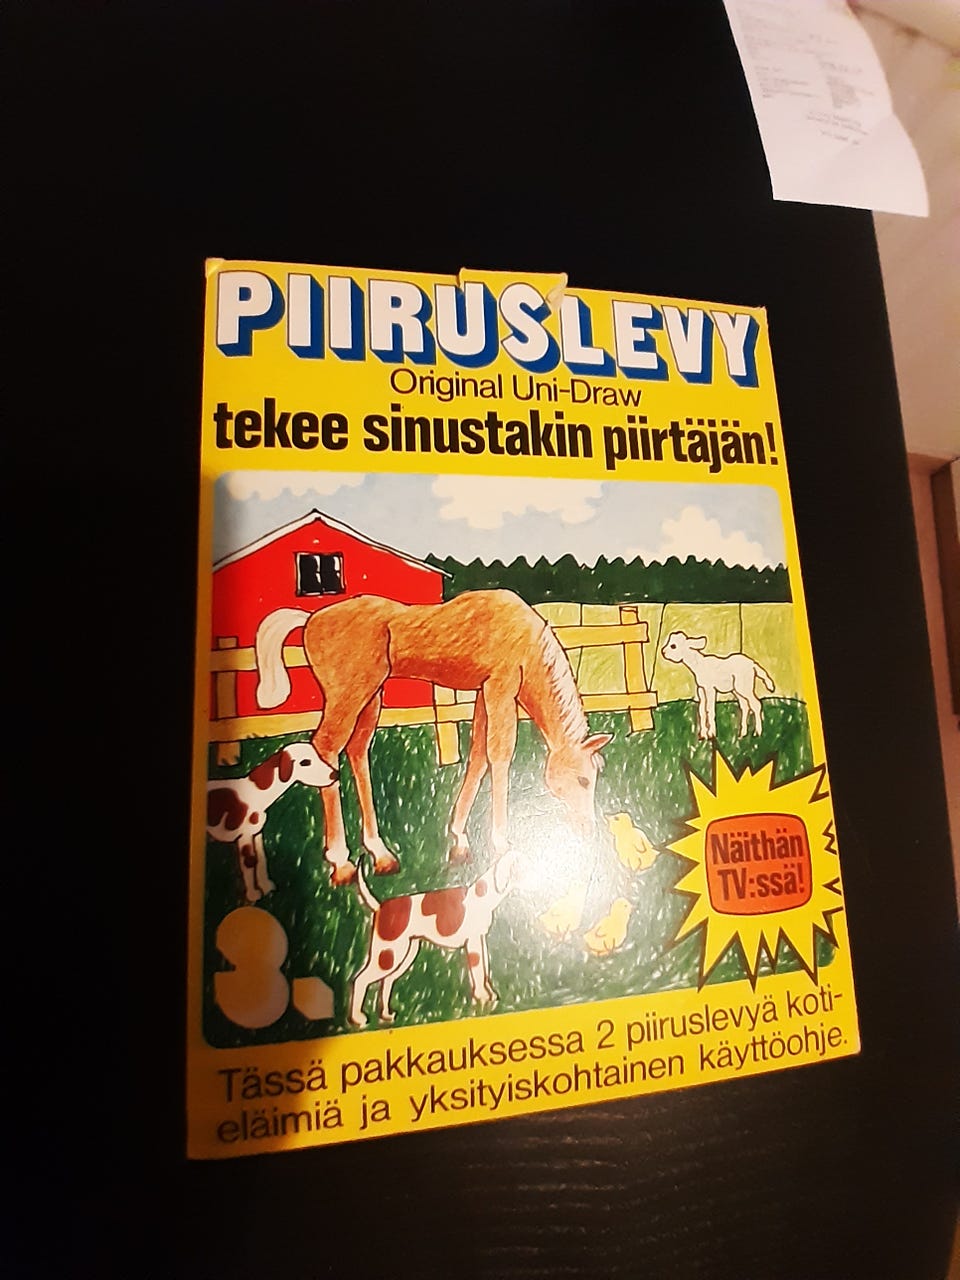 PIIRUSLEVY
Original Uni-Draw
tekee sinustakin piirtäjän!
Näithän
TV:ssä!
3.
Tässä pakkauksessa 2 piiruslevyä koti-
eläimiä ja yksityiskohtainen käyttöohje.